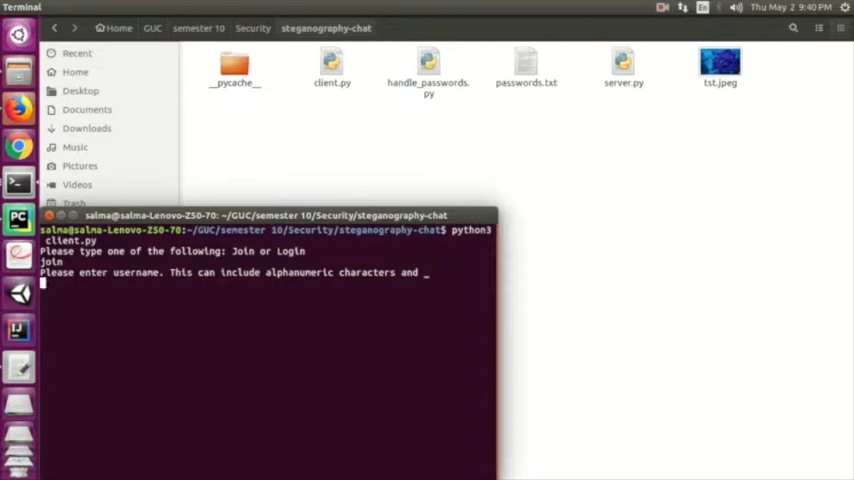 Terminal
En
Thu May 2 9:40 PM
Home GUC semester 10 Security steganography-chat
Recent
Home
Desktop
Documents
Downloads
Music
Pictures
Videos
Trash
__pycache__
client.py
handle_passwords.
py
passwords.txt
server.py
tst.jpeg
salma@salma-Lenovo-Z50-70: ~/GUC/semester 10/Security/steganography-chat
salma@salma-Lenovo-Z50-70:~/GUC/semester 10/Security/steganography-chat$ python3
client.py
Please type one of the following: Join or Login
join
Please enter username. This can include alphanumeric characters and _
PC